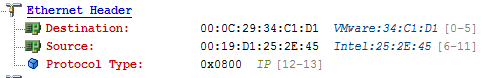 Ethernet Header
Destination: 00:0C:29:34:C1:D1 VMware:34:C1:D1 [0-5]
Source: 00:19:D1:25:2E:45 Intel:25:2E:45 [6-11]
Protocol Type: 0x0800 IP [12-13]